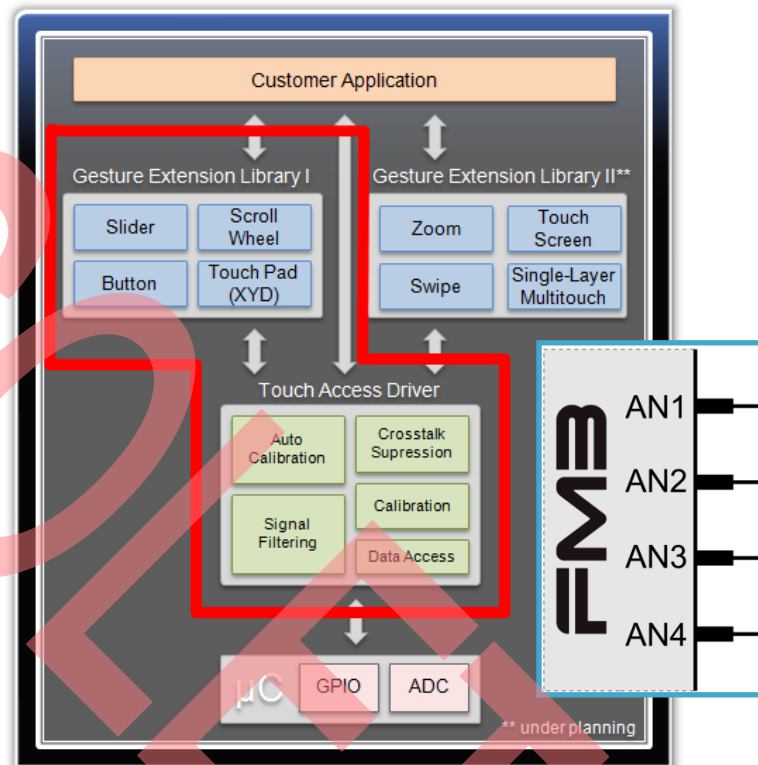 Customer Application
Gesture Extension Library I
Gesture Extension Library II**
Slider
Scroll
Wheel
Button
Touch Pad
(XYD)
Zoom
Touch
Screen
Swipe
Single-Layer
Multitouch
Touch Access Driver
Auto
Calibration
Crosstalk
Supression
Signal
Filtering
Calibration
Data Access
µC
GPIO
ADC
** under planning
FM3
AN1
AN2
AN3
AN4